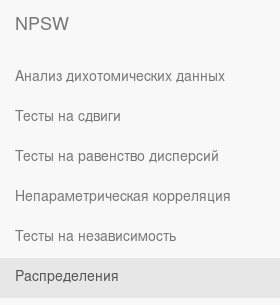 NPSW
Анализ дихотомических данных
Тесты на сдвиги
Тесты на равенство дисперсий
Непараметрическая корреляция
Тесты на независимость
Распределения